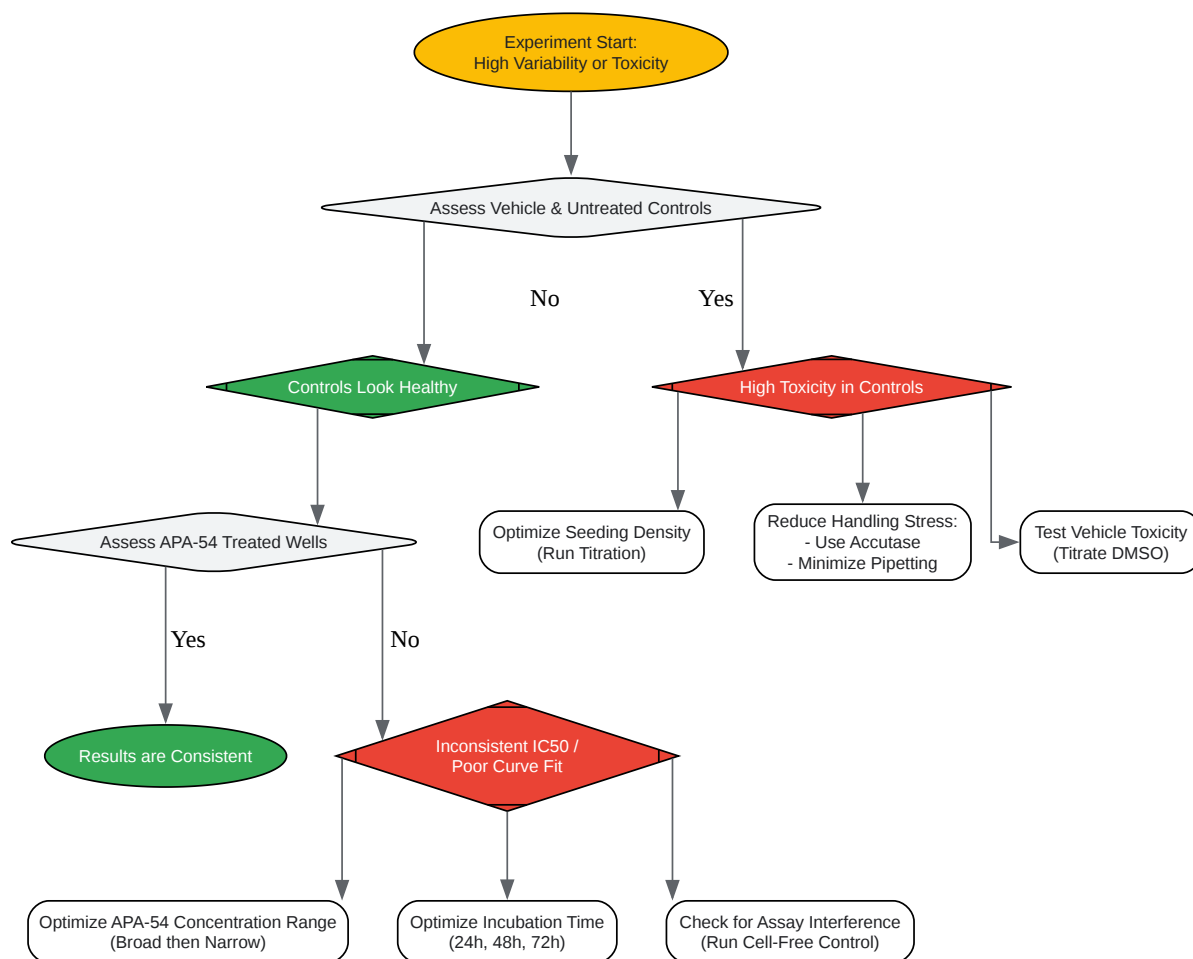 Experiment Start:
High Variability or Toxicity
Assess Vehicle & Untreated Controls
No
Yes
Controls Look Healthy
High Toxicity in Controls
Assess APA-54 Treated Wells
Optimize Seeding Density
(Run Titration)
Reduce Handling Stress:
- Use Accutase
- Minimize Pipetting
Test Vehicle Toxicity
(Titrate DMSO)
Yes
No
Results are Consistent
Inconsistent IC50 /
Poor Curve Fit
Optimize APA-54 Concentration Range
(Broad then Narrow)
Optimize Incubation Time
(24h, 48h, 72h)
Check for Assay Interference
(Run Cell-Free Control)